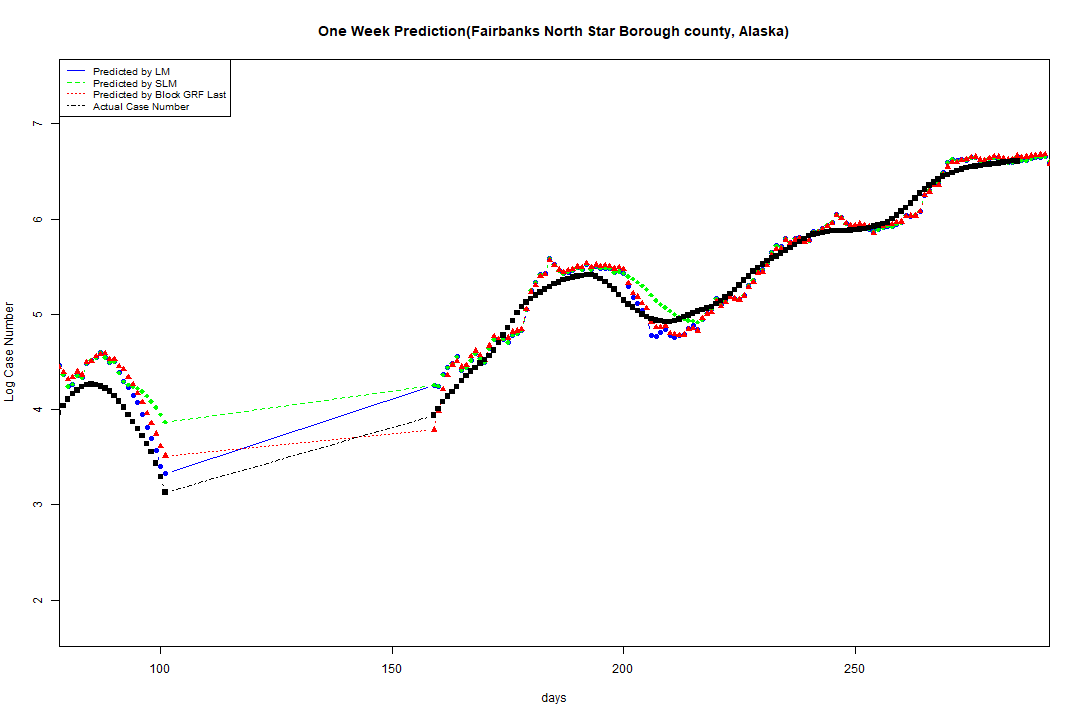 One Week Prediction(Fairbanks North Star Borough county, Alaska)
Predicted by LM
Predicted by SLM
Predicted by Block GRF Last
Actual Case Number
Log Case Number
7
6
5
4
3
2
100 150 200 250
days